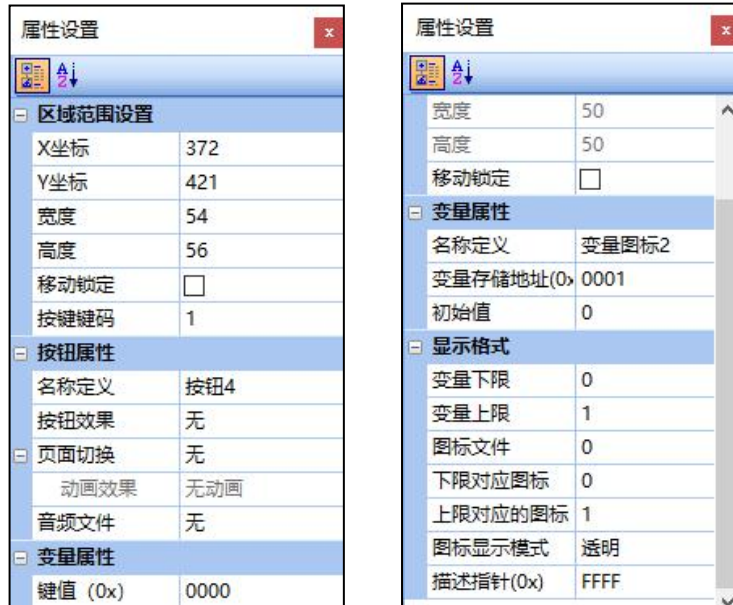 属性设置
x
区域范围设置
X坐标 372
Y坐标 421
宽度 54
高度 56
移动锁定
按键键码 1
按钮属性
名称定义 按钮4
按钮效果 无
页面切换 无
动画效果 无动画
音频文件 无
变量属性
键值 (0x) 0000
属性设置
x
宽度 50
高度 50
移动锁定
变量属性
名称定义 变量图标2
变量存储地址(0x 0001
初始值 0
显示格式
变量下限 0
变量上限 1
图标文件 0
下限对应图标 0
上限对应的图标 1
图标显示模式 透明
描述指针(0x) FFFF